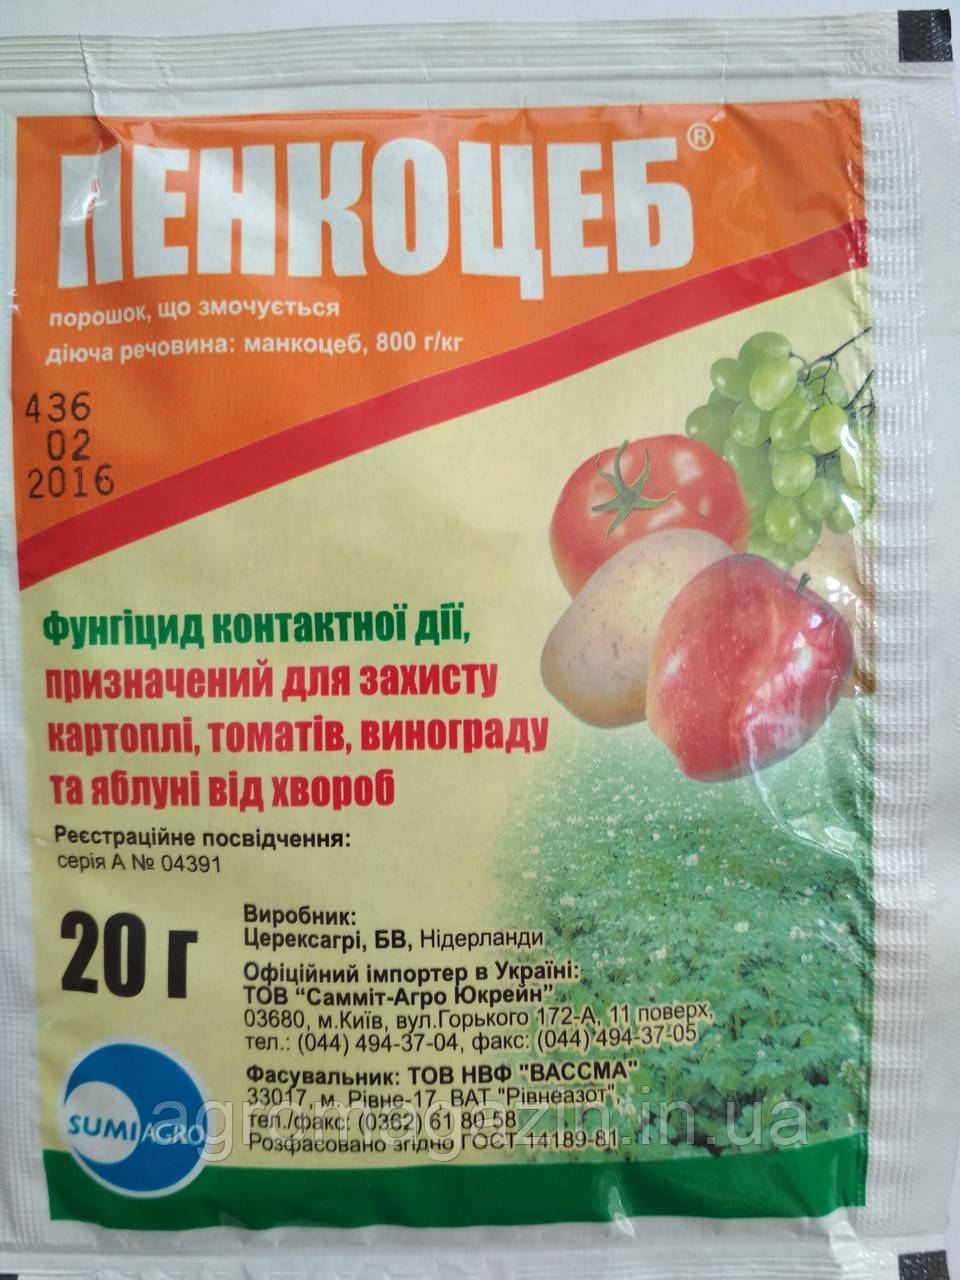 ПЕНКОЦЕБ®
порошок, що змочується
діюча речовина: манкоцеб, 800 г/кг
436
02
2016
Фунгіцид контактної дії,
призначений для захисту
картоплі, томатів, винограду
та яблуні від хвороб
Реєстраційне посвідчення:
серія А № 04391
20 г
Виробник:
Церексагрі, БВ, Нідерланди
Офіційний імпортер в Україні:
ТОВ “Самміт-Агро Юкрейн”
03680, м.Київ, вул.Горького 172-А, 11 поверх,
тел.: (044) 494-37-04, факс: (044) 494-37-05
Фасувальник: ТОВ НВФ "ВАССМА"
33017, м. Рівне-17, ВАТ "Рівнеазот",
тел./факс: (0362) 61 80 58
Розфасовано згідно ГОСТ 14189-81
SUMI AGRO
agromagazin.in.ua